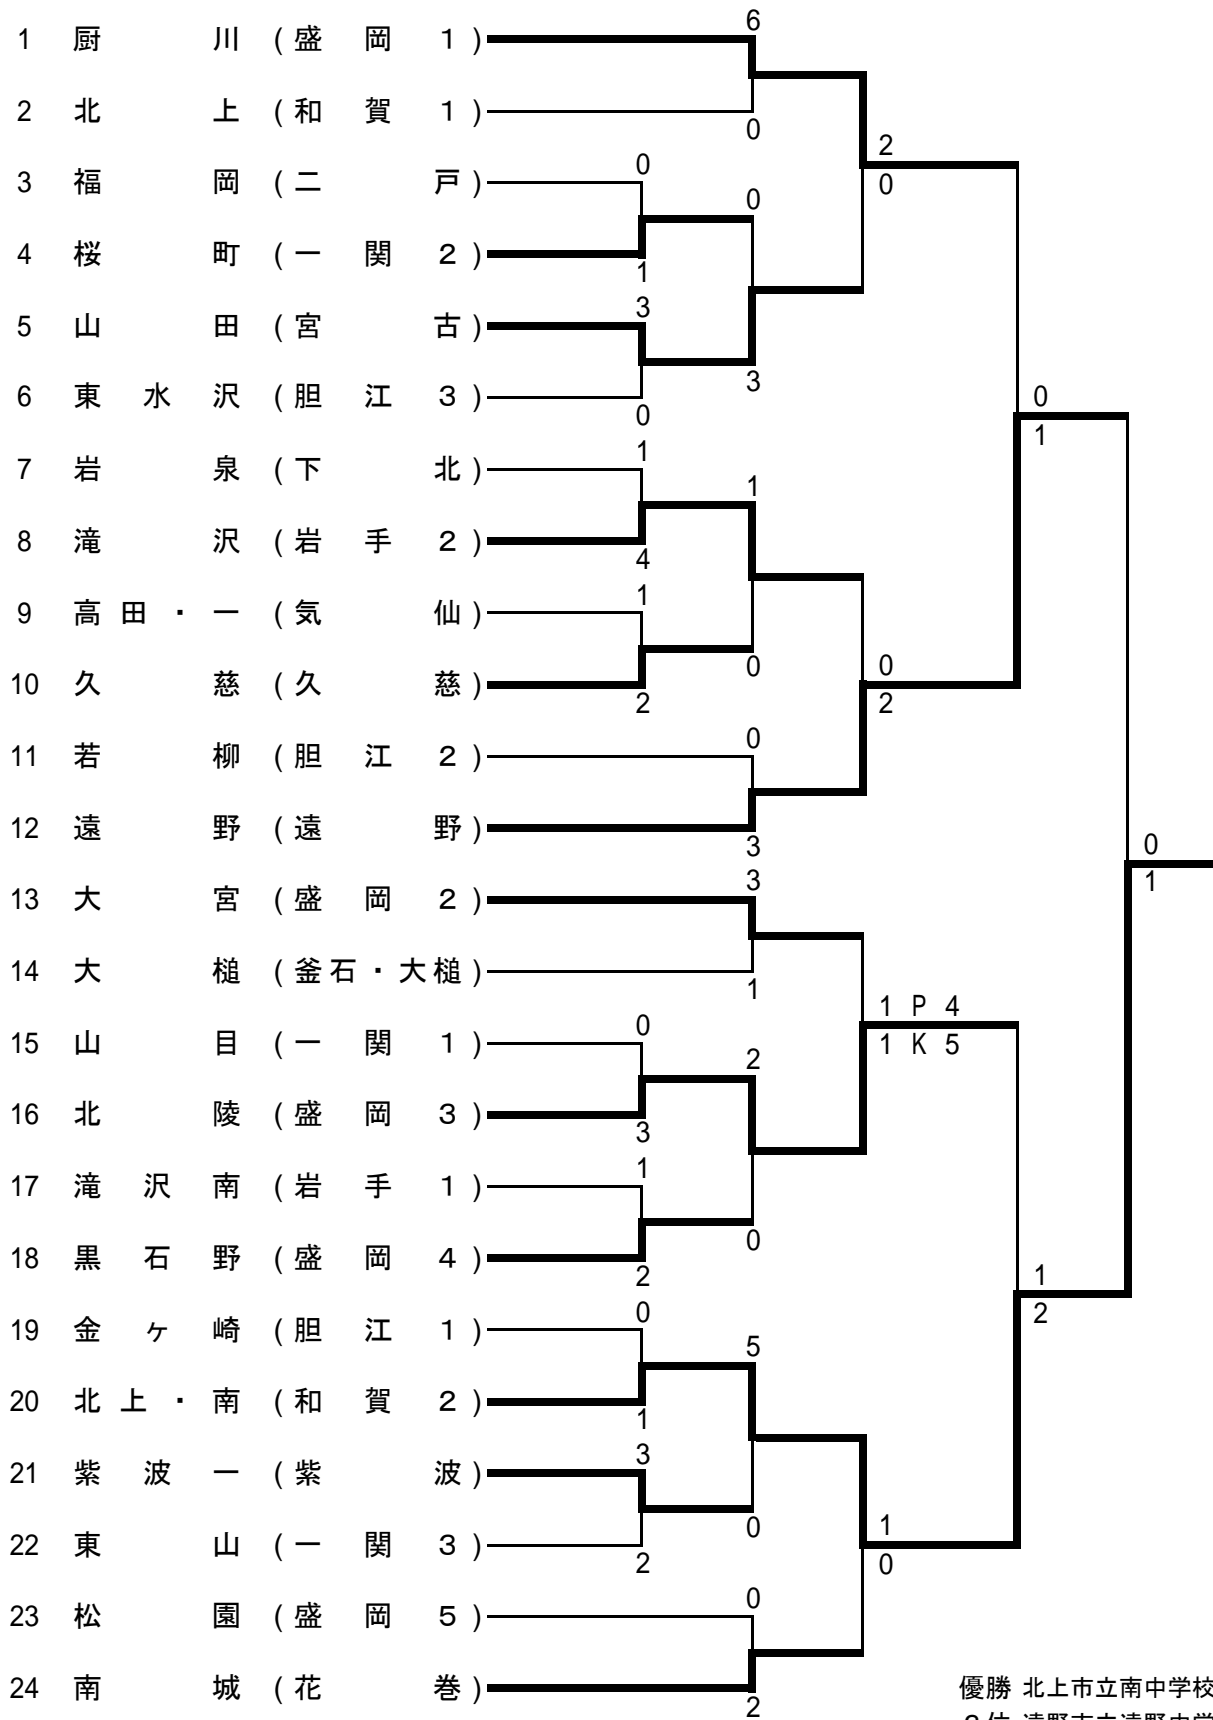 6
1 厨川(盛岡1)
2 北上(和賀1)
0
2
0
3 福岡(二戸)
0
0
4 桜町(一関2)
1
5 山田(宮古)
3
3
6 東水沢(胆江3)
0
0
1
7 岩泉(下北)
1
1
8 滝沢(岩手2)
4
9 高田・一(気仙)
1
0
10 久慈(久慈)
2
0
2
11 若柳(胆江2)
0
12 遠野(遠野)
3
0
1
13 大宮(盛岡2)
3
14 大槌(釜石・大槌)
1
1 P 4
1 K 5
15 山目(一関1)
0
2
16 北陵(盛岡3)
3
17 滝沢南(岩手1)
1
0
18 黒石野(盛岡4)
2
1
2
19 金ヶ崎(胆江1)
0
5
20 北上・南(和賀2)
1
21 紫波一(紫波)
3
0
22 東山(一関3)
2
1
0
23 松園(盛岡5)
0
24 南城(花巻)
2
優勝 北上市立南中学校